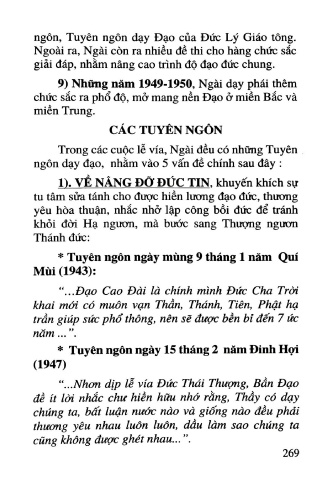 ngôn, Tuyên ngôn dạy Đạo của Đức Lý Giáo tông.
Ngoài ra, Ngài còn ra nhiều đề thi cho hàng chức sắc
giải đáp, nhằm nâng cao trình độ đạo đức chung.
9) Những năm 1949-1950, Ngài dạy phái thêm
chức sắc ra phổ độ, mở mang nền Đạo ở miền Bắc và
miền Trung.
CÁC TUYÊN NGÔN
Trong các cuộc lễ vía, Ngài đều có những Tuyên
ngôn dạy đạo, nhằm vào 5 vấn đề chính sau đây :
1). VỀ NÂNG ĐỠ ĐỨC TIN, khuyến khích sự
tu tâm sửa tánh cho được hiền lương đạo đức, thương
yêu hòa thuận, nhắc nhở lập công bồi đức để tránh
khỏi đời Hạ ngươn, mà bước sang Thượng ngươn
Thánh đức:
* Tuyên ngôn ngày mùng 9 tháng 1 năm Quí
Mùi (1943):
“…Đạo Cao Đài là chính mình Đức Cha Trời
khai mới có muôn vạn Thần, Thánh, Tiên, Phật hạ
trần giúp sức phổ thông, nên sẽ được bền bỉ đến 7 ức
năm ...”.
* Tuyên ngôn ngày 15 tháng 2 năm Đinh Hợi
(1947)
“...Nhơn dịp lễ vía Đức Thái Thượng, Bần Đạo
để ít lời nhắc chư hiền hữu nhớ rằng, Thầy có dạy
chúng ta, bất luận nước nào và giống nào đều phải
thương yêu nhau luôn luôn, dầu làm sao chúng ta
cũng không được ghét nhau...”.
269